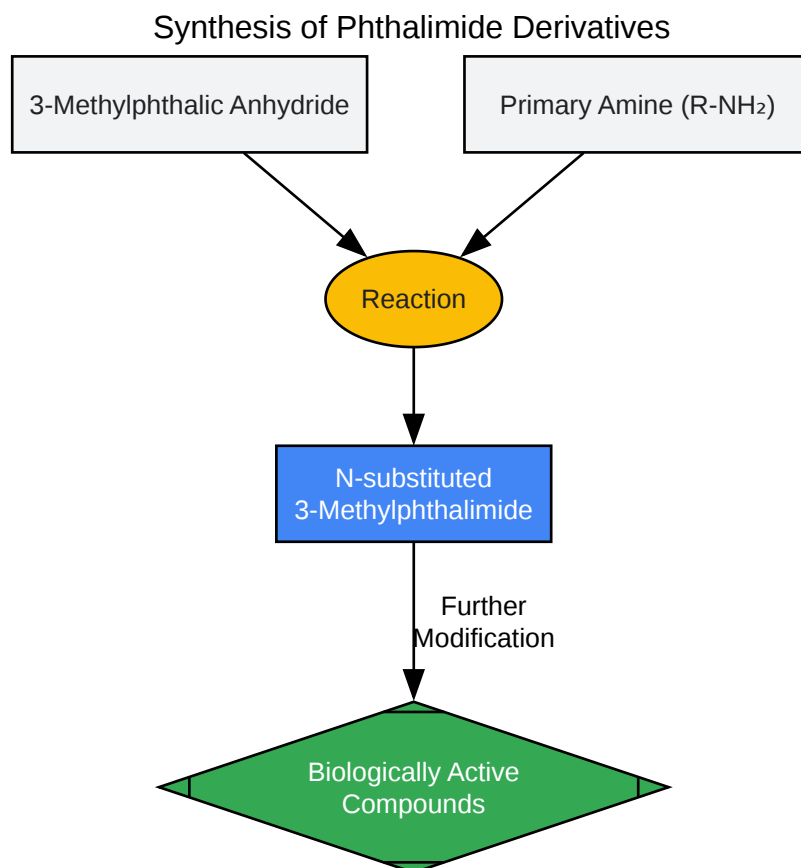 Synthesis of Phthalimide Derivatives
3-Methylphthalic Anhydride
Primary Amine (R-NH₂)
Reaction
N-substituted
3-Methylphthalimide
Further
Modification
Biologically Active
Compounds